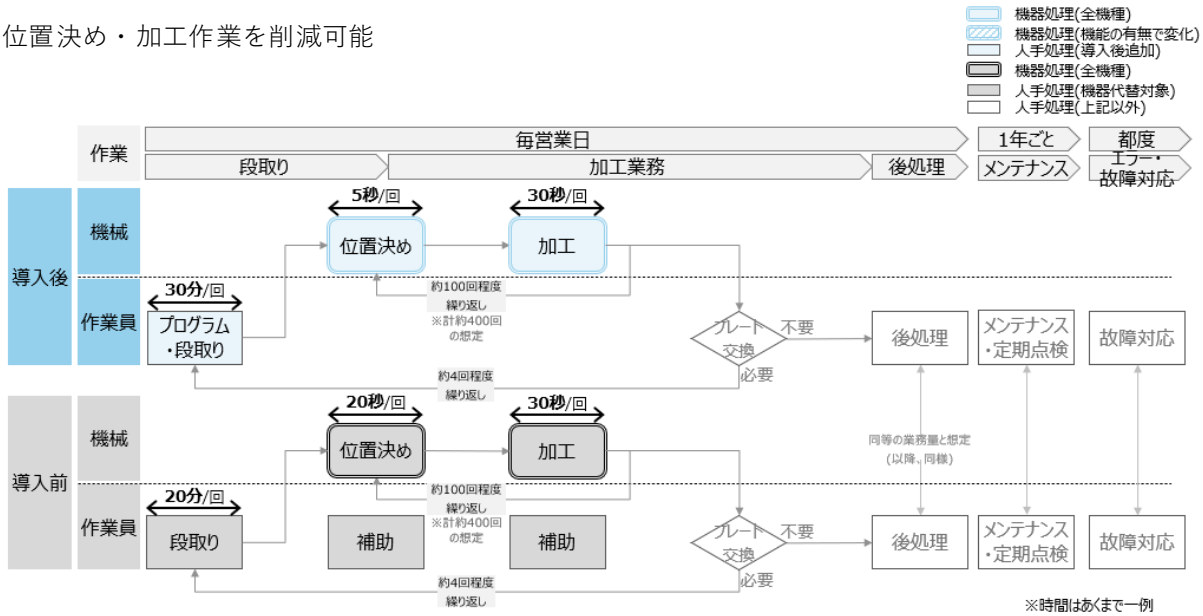 位置決め・加工作業を削減可能
機器処理(全機種)
機器処理(機能の有無で変化)
人手処理(導入後追加)
機器処理(全機種)
人手処理(機器代替対象)
人手処理(上記以外)
作業
毎営業日
1年ごと
都度
段取り
加工業務
後処理
メンテナンス
エラー・
故障対応
導入後
機械
5秒/回
30秒/回
位置決め
加工
約100回程度
繰り返し
※計約400回
の想定
作業員
30分/回
プログラム
・段取り
プレート
交換
不要
必要
後処理
メンテナンス
・定期点検
故障対応
約4回程度
繰り返し
導入前
機械
20秒/回
30秒/回
位置決め
加工
同等の業務量と想定
(以降、同様)
約100回程度
繰り返し
※計約400回
の想定
作業員
20分/回
段取り
補助
補助
プレート
交換
不要
必要
後処理
メンテナンス
・定期点検
故障対応
約4回程度
繰り返し
※時間はあくまで一例